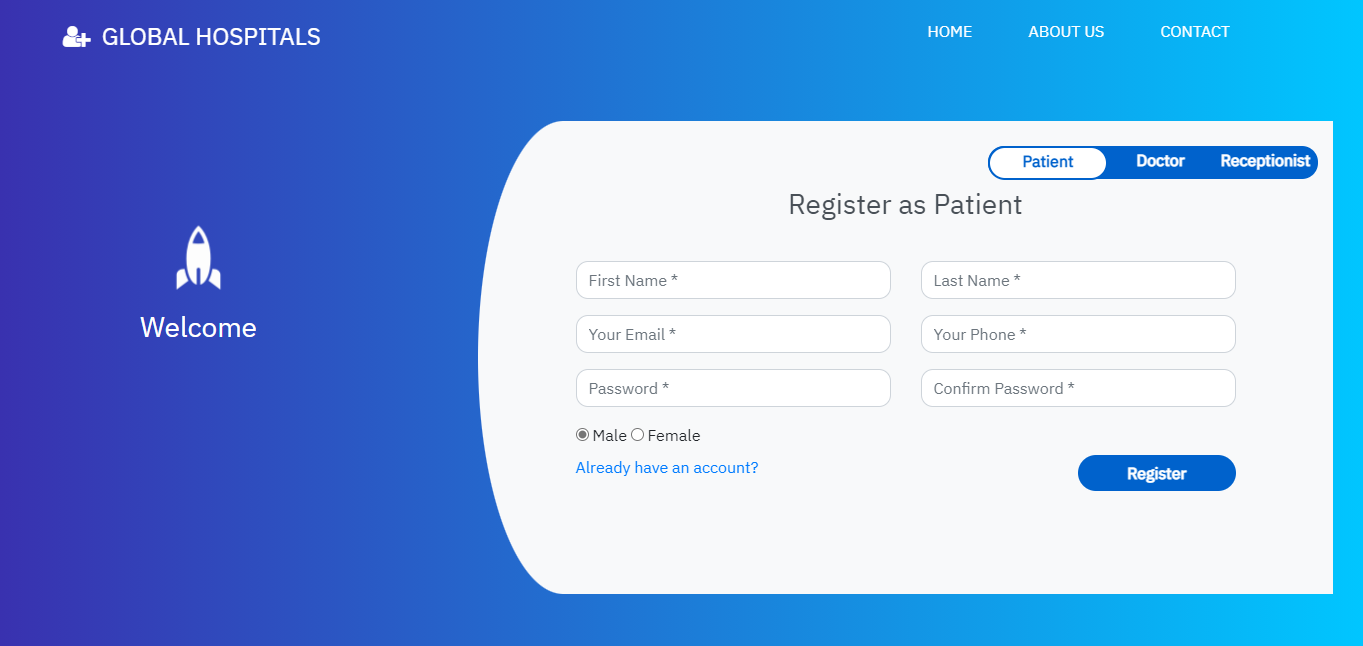 GLOBAL HOSPITALS
HOME ABOUT US CONTACT
Patient Doctor Receptionist
Register as Patient
Welcome
First Name * Last Name *
Your Email * Your Phone *
Password * Confirm Password *
Male Female
Already have an account?
Register